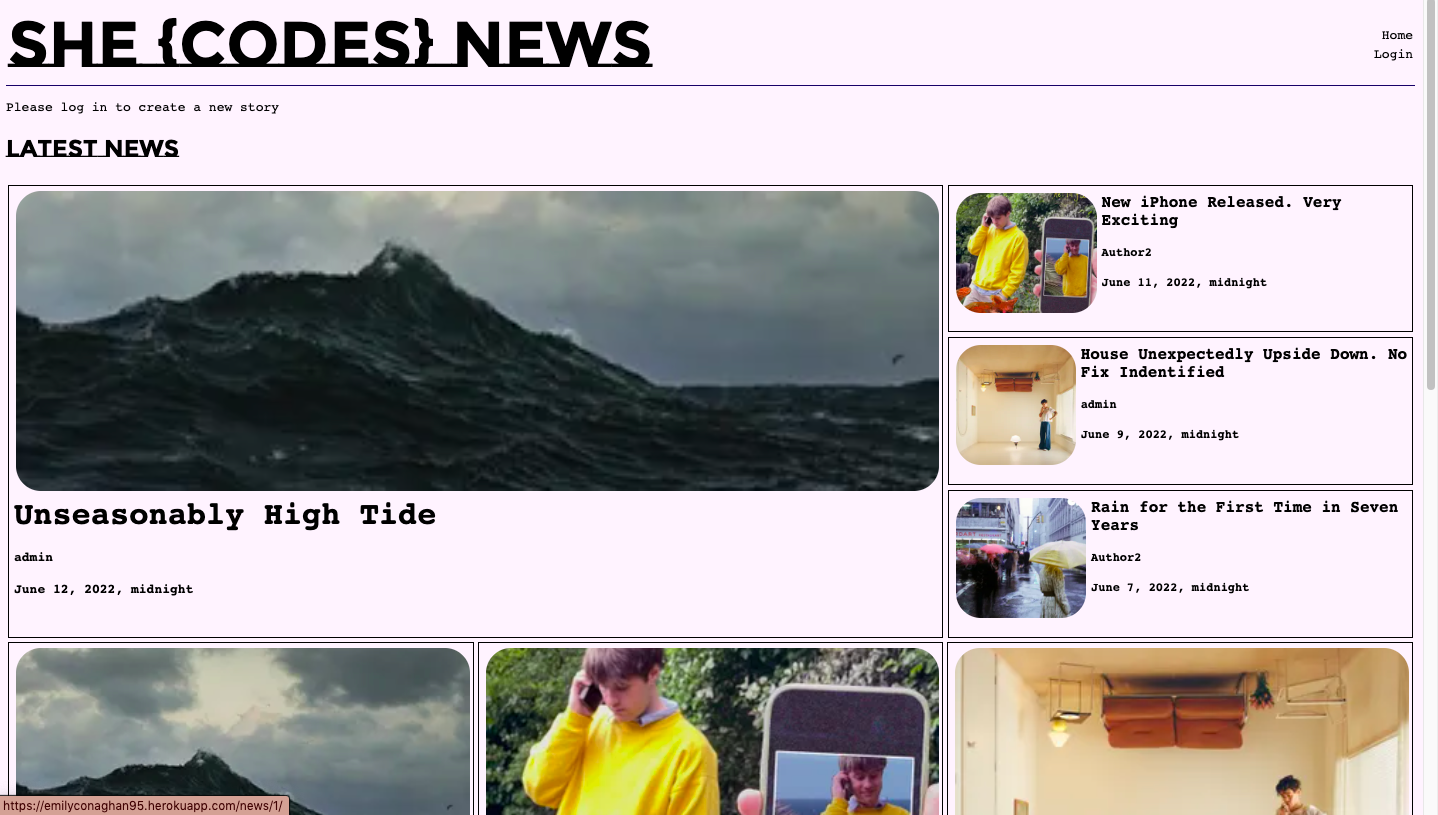 SHE {CODES} NEWS
Home
Login
Please log in to create a new story
LATEST NEWS
Unseasonably High Tide
admin
June 12, 2022, midnight
New iPhone Released. Very
Exciting
Author2
June 11, 2022, midnight
House Unexpectedly Upside Down. No
Fix Indentified
admin
June 9, 2022, midnight
Rain for the First Time in Seven
Years
Author2
June 7, 2022, midnight
https://emilyconaghan95.herokuapp.com/news/1/